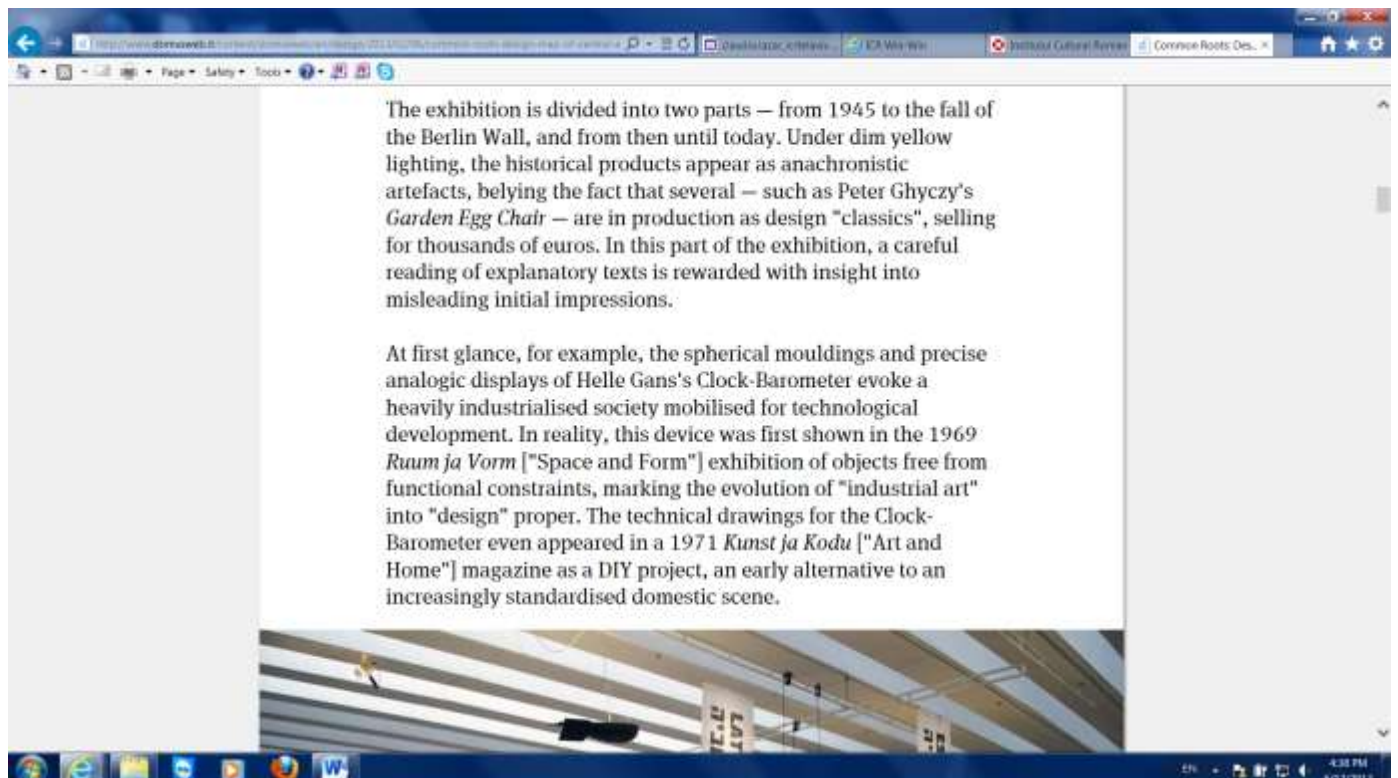 Common Roots: Des...
Page Safety Tools
The exhibition is divided into two parts — from 1945 to the fall of
the Berlin Wall, and from then until today. Under dim yellow
lighting, the historical products appear as anachronistic
artefacts, belying the fact that several — such as Peter Ghyczy's
Garden Egg Chair — are in production as design "classics", selling
for thousands of euros. In this part of the exhibition, a careful
reading of explanatory texts is rewarded with insight into
misleading initial impressions.
At first glance, for example, the spherical mouldings and precise
analogic displays of Helle Gans's Clock-Barometer evoke a
heavily industrialised society mobilised for technological
development. In reality, this device was first shown in the 1969
Ruum ja Vorm ["Space and Form"] exhibition of objects free from
functional constraints, marking the evolution of "industrial art"
into "design" proper. The technical drawings for the Clock-
Barometer even appeared in a 1971 Kunst ja Kodu ["Art and
Home"] magazine as a DIY project, an early alternative to an
increasingly standardised domestic scene.
EN 4:38 PM